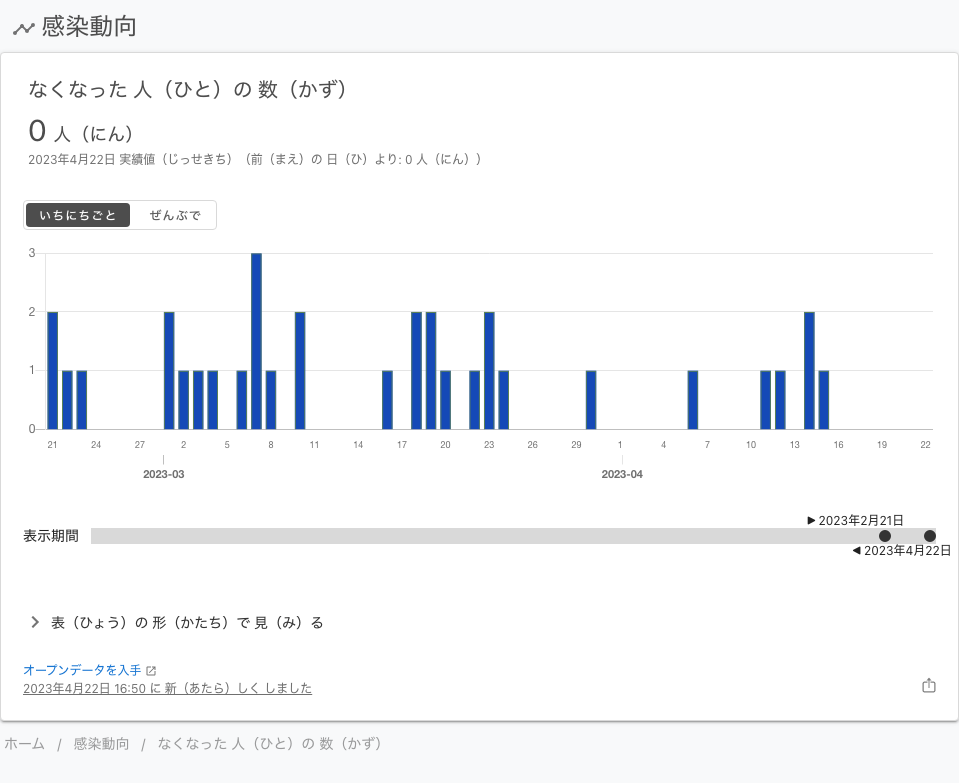 感染動向
なくなった 人（ひと）の 数（かず）
0 人（にん）
2023年4月22日 実績値（じっせきち）（前（まえ）の 日（ひ）より: 0 人（にん））
いちにちごと ぜんぶで
3
2
1
0
21 24 27 2 5 8 11 14 17 20 23 26 29 1 4 7 10 13 16 19 22
2023-03 2023-04
2023年2月21日
表示期間
2023年4月22日
表（ひょう）の 形（かたち）で 見（み）る
オープンデータを入手
2023年4月22日 16:50 に 新（あたら）しく しました
ホーム / 感染動向 / なくなった 人（ひと）の 数（かず）